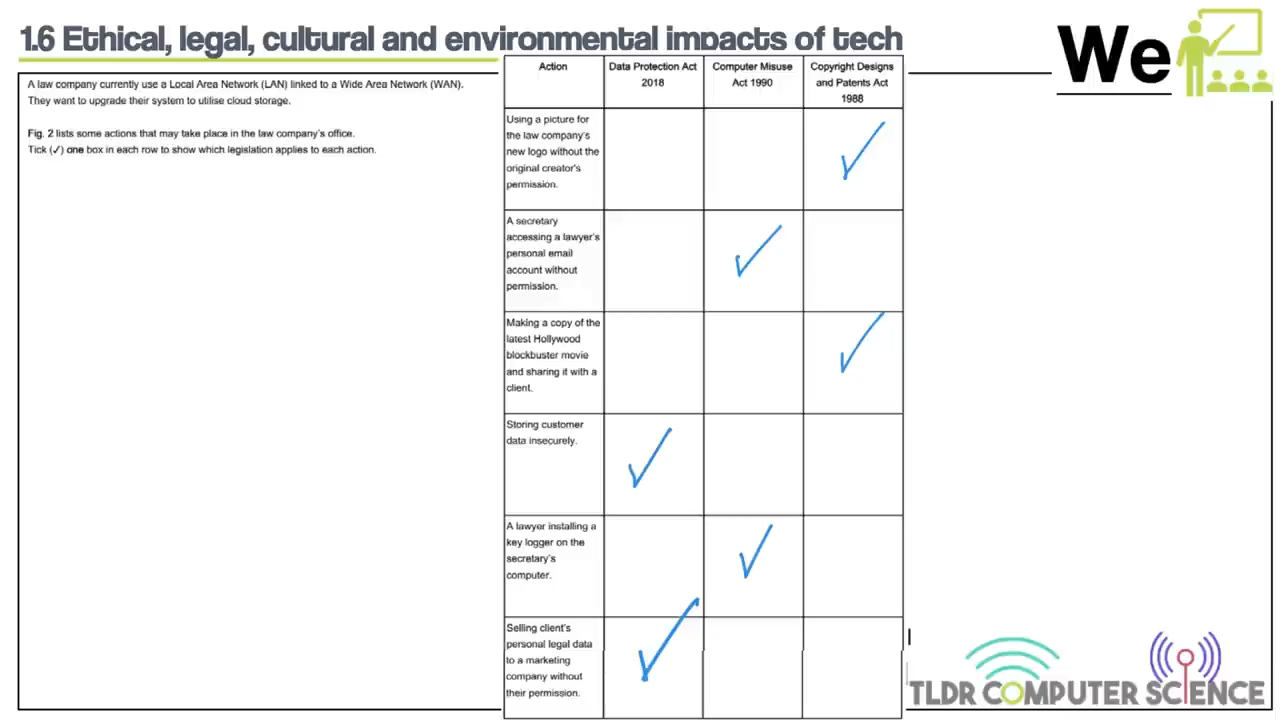 1.6 Ethical, legal, cultural and environmental impacts of tech
We
A law company currently use a Local Area Network (LAN) linked to a Wide Area Network (WAN).
They want to upgrade their system to utilise cloud storage.
Fig. 2 lists some actions that may take place in the law company's office.
Tick (✓) one box in each row to show which legislation applies to each action.
Action
Data Protection Act
2018
Computer Misuse
Act 1990
Copyright Designs
and Patents Act
1988
Using a picture for
the law company's
new logo without the
original creator's
permission.
✓
A secretary
accessing a lawyer's
personal email
account without
permission.
✓
Making a copy of the
latest Hollywood
blockbuster movie
and sharing it with a
client.
✓
Storing customer
data insecurely.
✓
A lawyer installing a
key logger on the
secretary's
computer.
✓
Selling client's
personal legal data
to a marketing
company without
their permission.
✓
TLDR COMPUTER SCIENCE